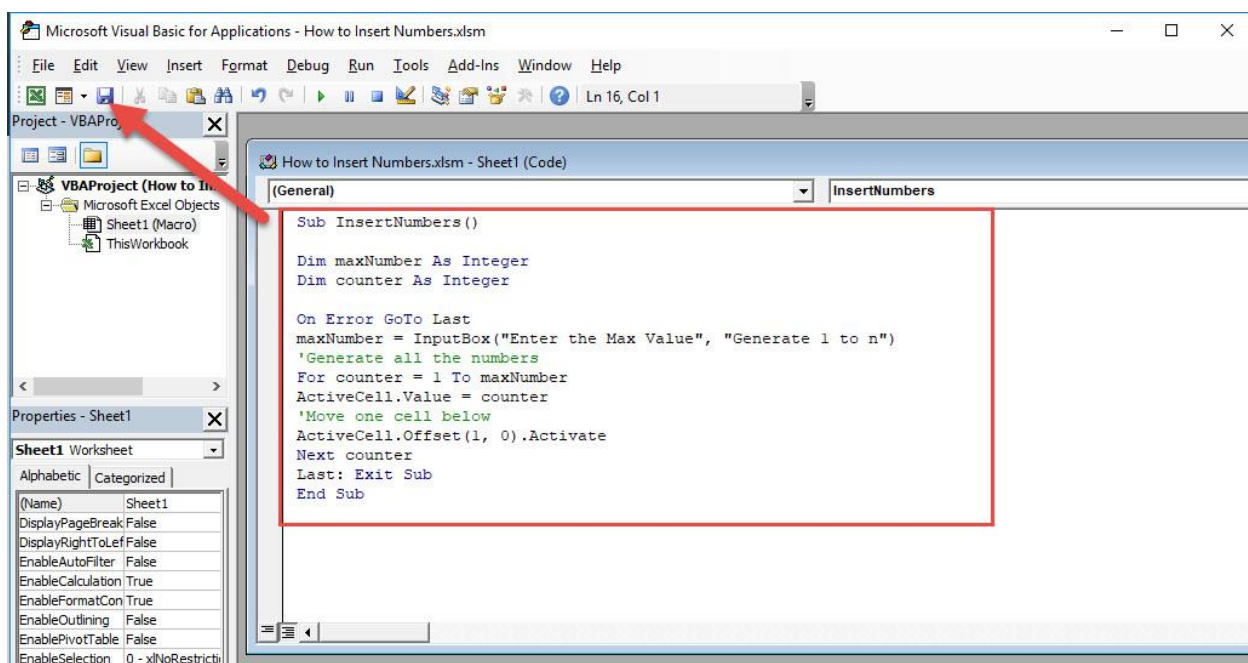 Microsoft Visual Basic for Applications - How to Insert Numbers.xlsm
File Edit View Insert Format Debug Run Tools Add-Ins Window Help
Ln 16, Col 1
Project - VBAProj
VBAProject (How to In
Microsoft Excel Objects
Sheet1 (Macro)
ThisWorkbook
Properties - Sheet1
Sheet1 Worksheet
Alphabetic Categorized
(Name) Sheet1
DisplayPageBreak False
DisplayRightToLef False
EnableAutoFilter False
EnableCalculation True
EnableFormatCon True
EnableOutlining False
EnablePivotTable False
EnableSelection 0 - xlNoRestricti
How to Insert Numbers.xlsm - Sheet1 (Code)
(General) InsertNumbers
Sub InsertNumbers()
Dim maxNumber As Integer
Dim counter As Integer
On Error GoTo Last
maxNumber = InputBox("Enter the Max Value", "Generate 1 to n")
'Generate all the numbers
For counter = 1 To maxNumber
ActiveCell.Value = counter
'Move one cell below
ActiveCell.Offset(1, 0).Activate
Next counter
Last: Exit Sub
End Sub